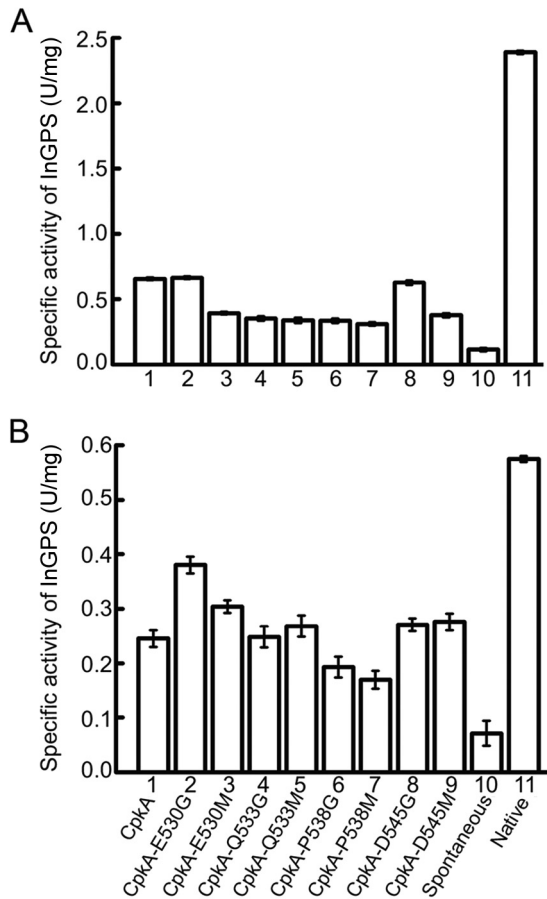 A
Specific activity of InGPS (U/mg)
2.5
2.0
1.5
1.0
0.5
0.0
1 2 3 4 5 6 7 8 9 10 11
B
Specific activity of InGPS (U/mg)
0.6
0.5
0.4
0.3
0.2
0.1
0.0
1 2 3 4 5 6 7 8 9 10 11
CpkA
CpkA-E530G
CpkA-E530M
CpkA-Q533G
CpkA-Q533M
CpkA-P538G
CpkA-P538M
CpkA-D545G
CpkA-D545M
Spontaneous
Native